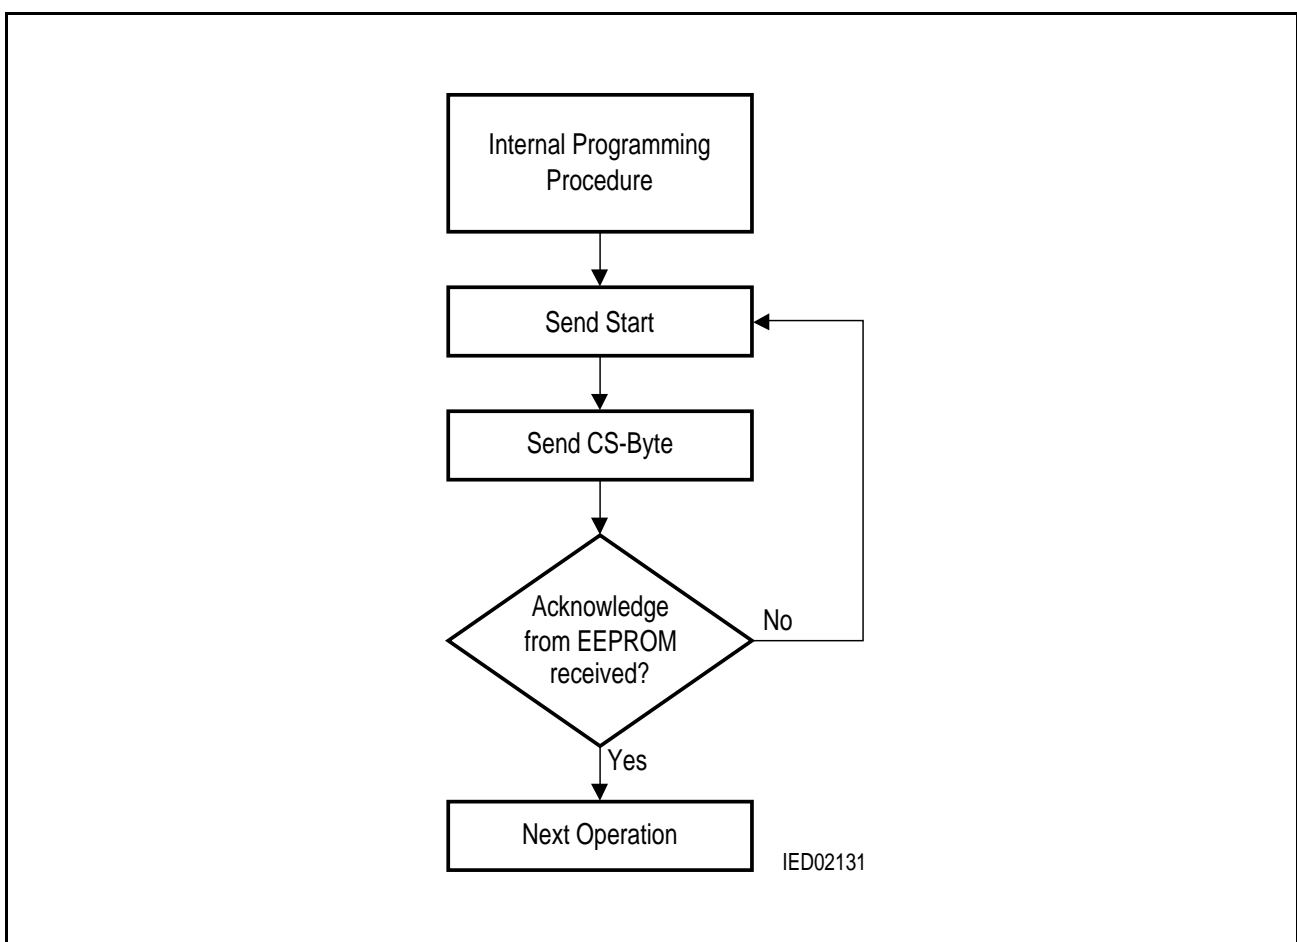 Internal Programming
Procedure
Send Start
Send CS-Byte
Acknowledge
from EEPROM
received?
No
Yes
Next Operation
IED02131